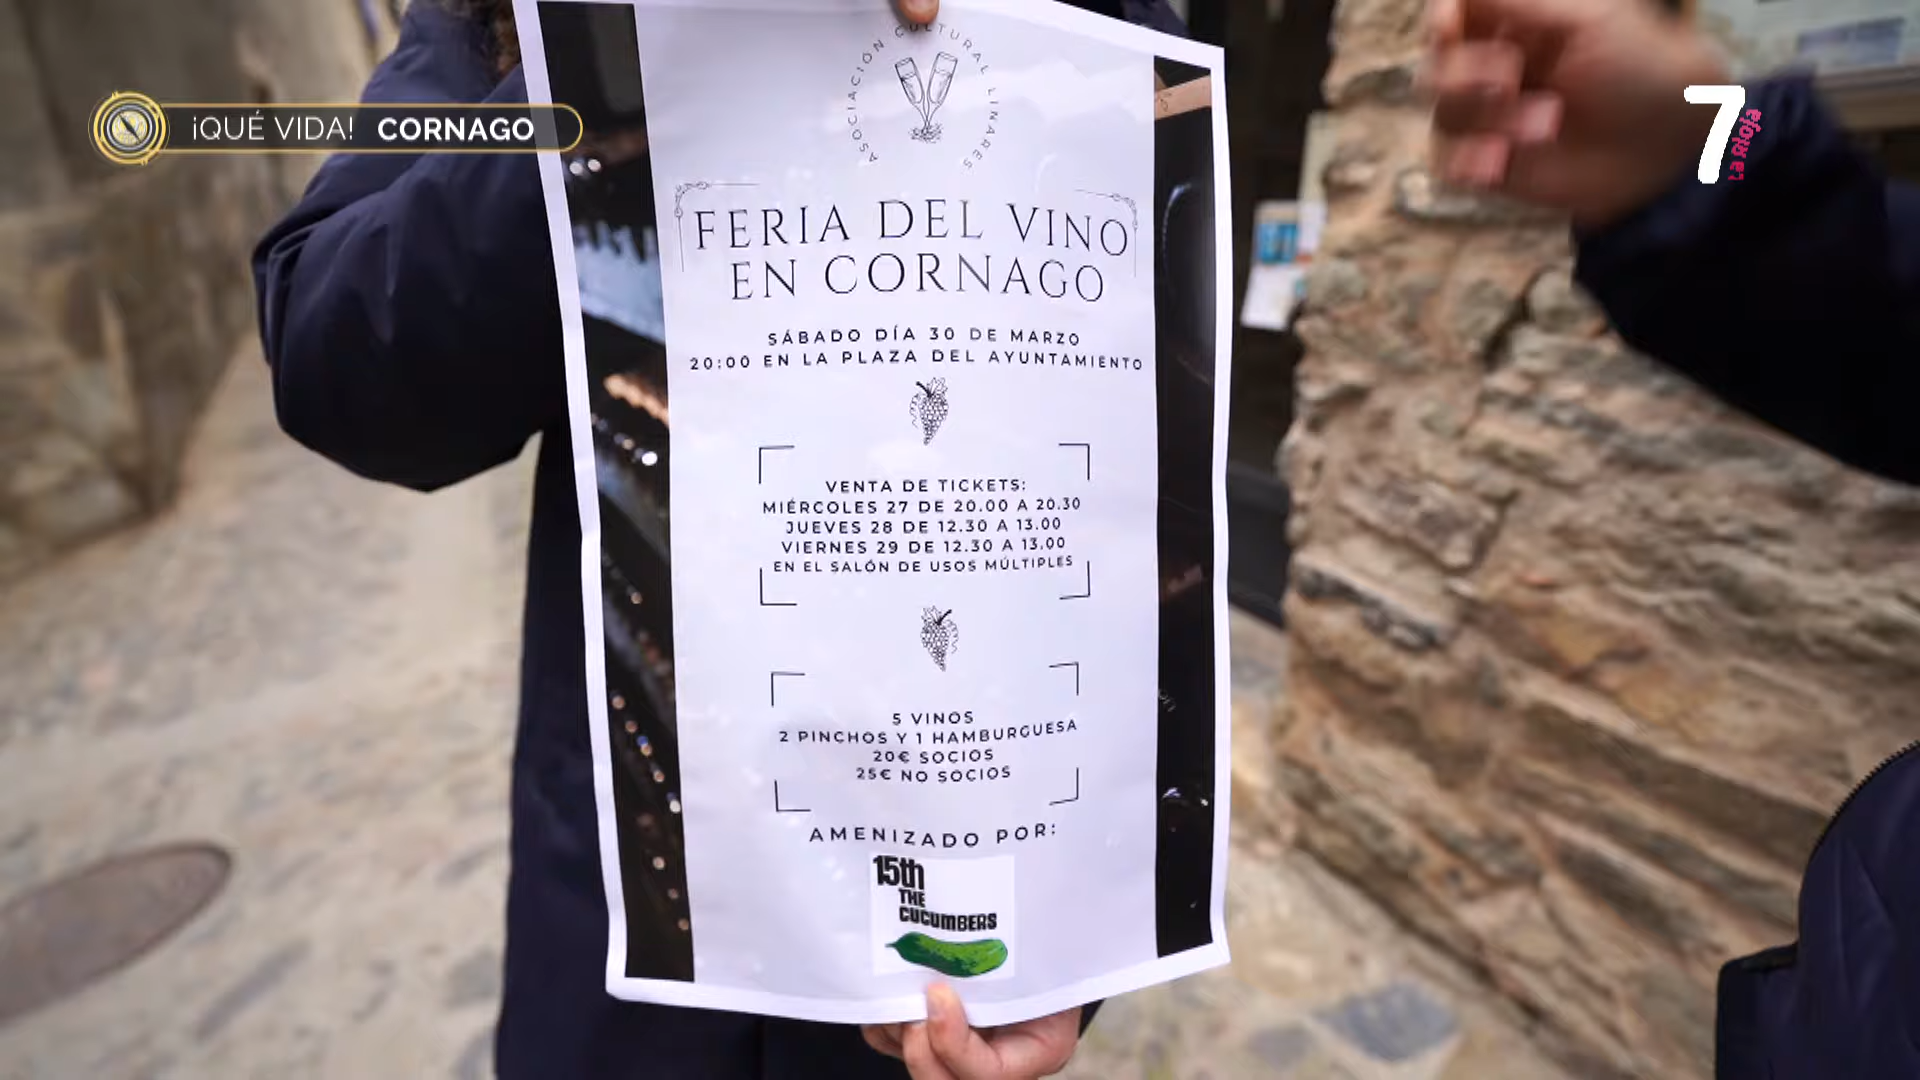 ¡QUÉ VIDA! CORNAGO
7
La Rioja
ASOCIACIÓN CULTURAL LINARES
FERIA DEL VINO
EN CORNAGO
SÁBADO DÍA 30 DE MARZO
20:00 EN LA PLAZA DEL AYUNTAMIENTO
VENTA DE TICKETS:
MIÉRCOLES 27 DE 20.00 A 20.30
JUEVES 28 DE 12.30 A 13.00
VIERNES 29 DE 12.30 A 13.00
EN EL SALÓN DE USOS MÚLTIPLES
5 VINOS
2 PINCHOS Y 1 HAMBURGUESA
20€ SOCIOS
25€ NO SOCIOS
AMENIZADO POR:
15th
THE
CUCUMBERS